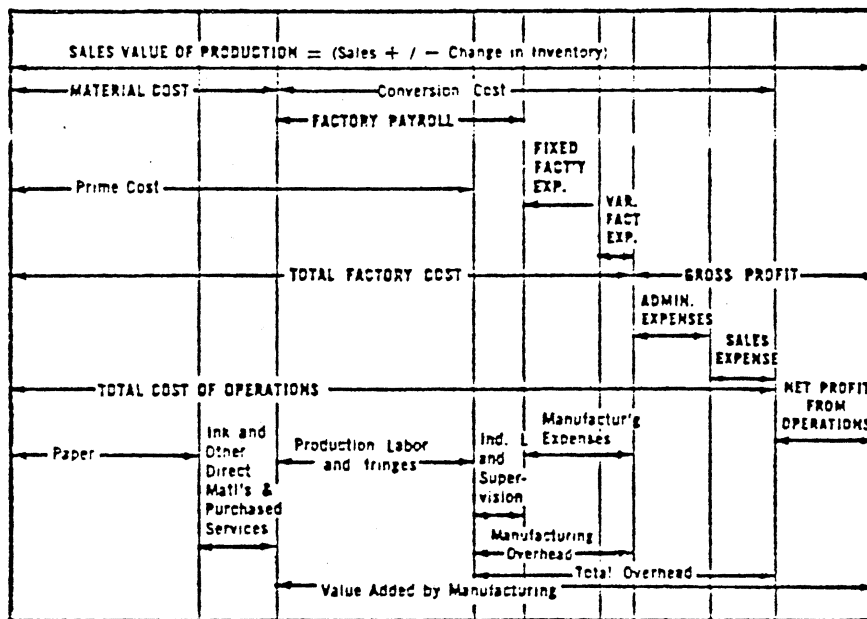 SALES VALUE OF PRODUCTION = (Sales + / - Change in Inventory)
MATERIAL COST
Conversion Cost
FACTORY PAYROLL
FIXED
FACT'Y
EXP.
Prime Cost
VAR.
FACT
EXP.
TOTAL FACTORY COST
GROSS PROFIT
ADMIN.
EXPENSES
SALES
EXPENSE
TOTAL COST OF OPERATIONS
NET PROFIT
FROM
OPERATIONS
Paper
Ink and
Other
Direct
Matl's &
Purchased
Services
Production Labor
and fringes
Ind. L
and
Super-
vision
Manufactur'g
Expenses
Manufacturing
Overhead
Total Overhead
Value Added by Manufacturing